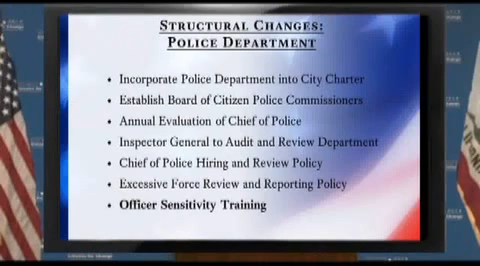 STRUCTURAL CHANGES:
POLICE DEPARTMENT
• Incorporate Police Department into City Charter
• Establish Board of Citizen Police Commissioners
• Annual Evaluation of Chief of Police
• Inspector General to Audit and Review Department
• Chief of Police Hiring and Review Policy
• Excessive Force Review and Reporting Policy
• Officer Sensitivity Training